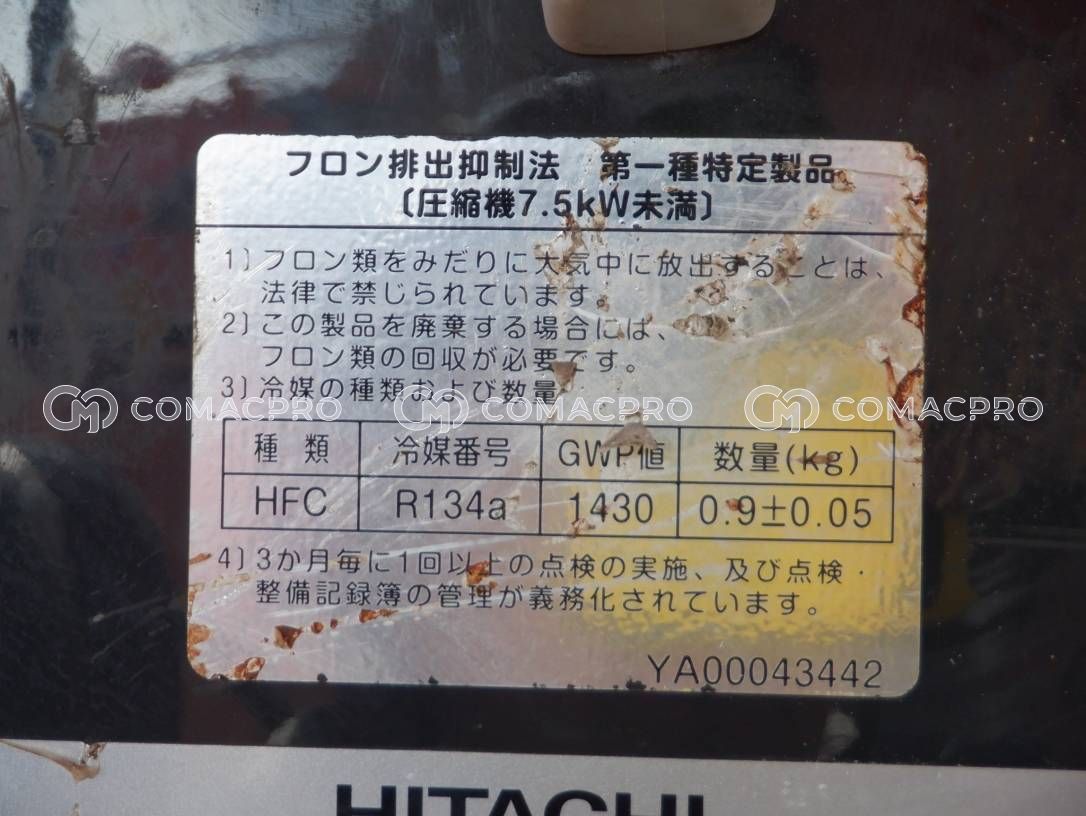 フロン排出抑制法 第一種特定製品
〔圧縮機7.5kW未満〕
1)フロン類をみだりに大気中に放出することは、
法律で禁じられています。
2)この製品を廃棄する場合には、
フロン類の回収が必要です。
3)冷媒の種類および数量
COMACPRO COMACPRO COMACPRO
種類 冷媒番号 GWP値 数量(kg)
HFC R134a 1430 0.9±0.05
4)3か月毎に1回以上の点検の実施、及び点検・
整備記録簿の管理が義務化されています。
YA00043442
HITACHI